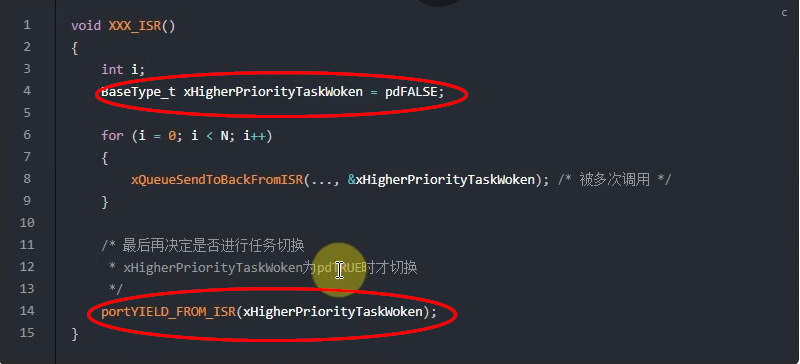 c
1 void XXX_ISR()
2 {
3 int i;
4 BaseType_t xHigherPriorityTaskWoken = pdFALSE;
5
6 for (i = 0; i < N; i++)
7 {
8 xQueueSendToBackFromISR(..., &xHigherPriorityTaskWoken); /* 被多次调用 */
9 }
10
11 /* 最后再决定是否进行任务切换
12 * xHigherPriorityTaskWoken为pdTRUE时才切换
13 */
14 portYIELD_FROM_ISR(xHigherPriorityTaskWoken);
15 }